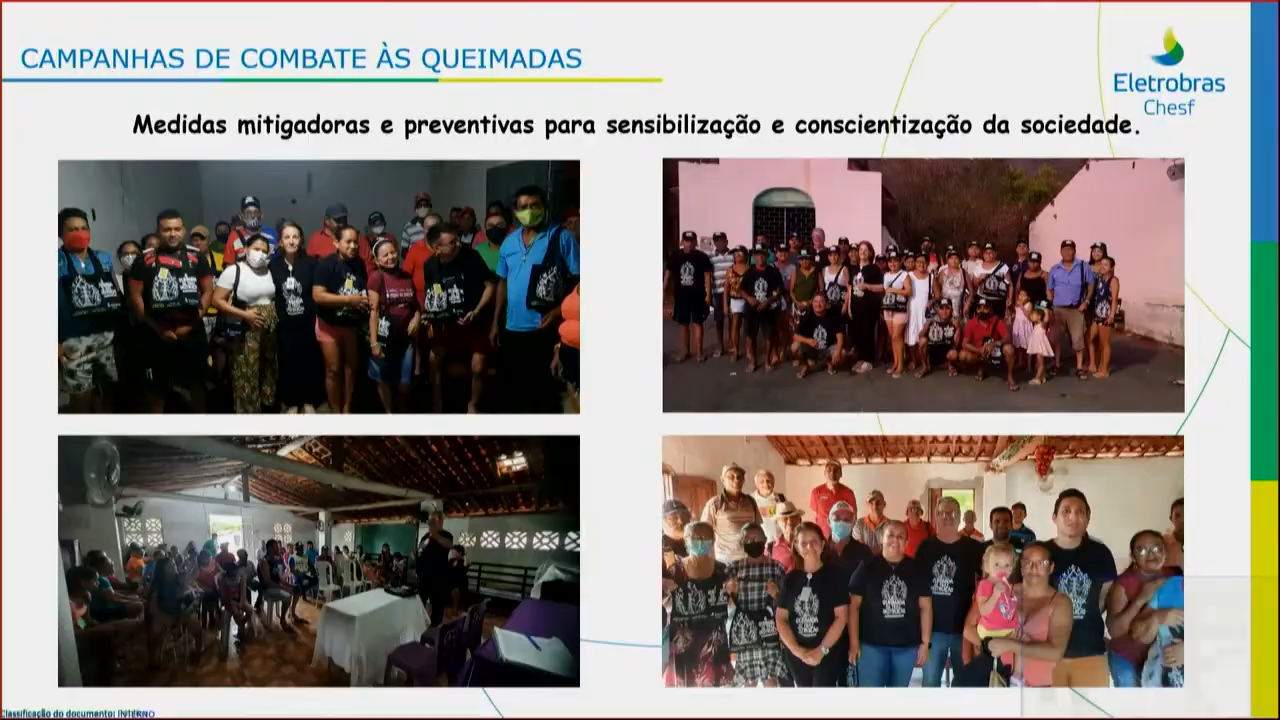 CAMPANHAS DE COMBATE ÀS QUEIMADAS
Eletrobras
Chesf
Medidas mitigadoras e preventivas para sensibilização e conscientização da sociedade.
Classificação do documento: INTERNO